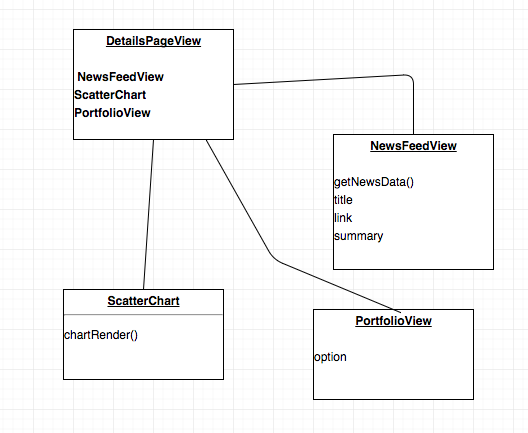 DetailsPageView
NewsFeedView
ScatterChart
PortfolioView
NewsFeedView
getNewsData()
title
link
summary
ScatterChart
chartRender()
PortfolioView
option